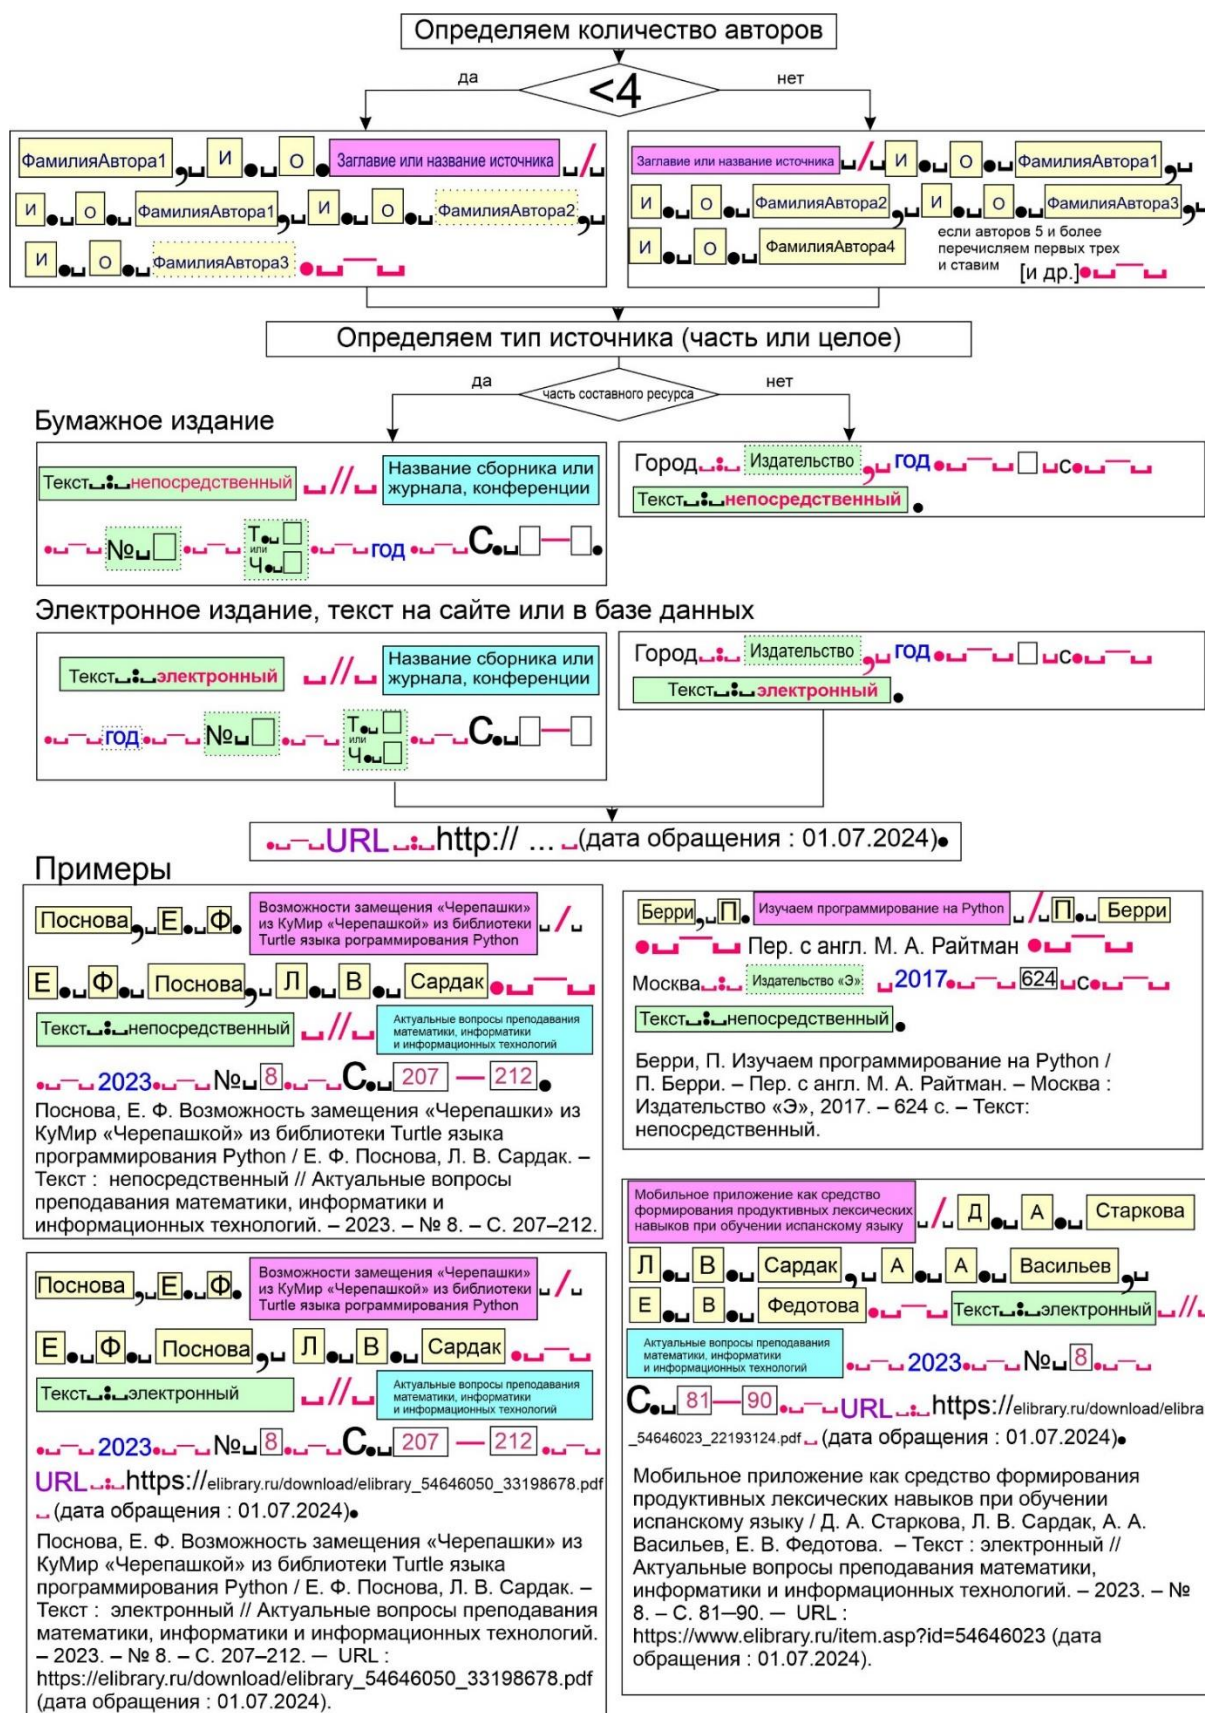 Определяем количество авторов
да
<4
нет
ФамилияАвтора1, И. О. Заглавие или название источника /
И. О. ФамилияАвтора1, И. О. ФамилияАвтора2,
И. О. ФамилияАвтора3. —
Заглавие или название источника / И. О. ФамилияАвтора1,
И. О. ФамилияАвтора2, И. О. ФамилияАвтора3,
И. О. ФамилияАвтора4
если авторов 5 и более
перечисляем первых трех
и ставим [и др.]. —
Определяем тип источника (часть или целое)
да
часть составного ресурса
нет
Бумажное издание
Текст : непосредственный // Название сборника или
журнала, конференции
. — № . — Т.
или
Ч. . — год . — С. — .
Город : Издательство, год. — с. —
Текст : непосредственный.
Электронное издание, текст на сайте или в базе данных
Текст : электронный // Название сборника или
журнала, конференции
. — год. — № . — Т.
или
Ч. . — С. —
Город : Издательство, год. — с. —
Текст : электронный.
. — URL : http:// ... (дата обращения : 01.07.2024).
Примеры
Поснова, Е. Ф. Возможности замещения «Черепашки»
из КуМир «Черепашкой» из библиотеки
Turtle языка рограммирования Python /
Е. Ф. Поснова, Л. В. Сардак. —
Текст : непосредственный // Актуальные вопросы преподавания
математики, информатики
и информационных технологий
. — 2023. — № 8. — С. 207 — 212.
Поснова, Е. Ф. Возможность замещения «Черепашки» из
КуМир «Черепашкой» из библиотеки Turtle языка
программирования Python / Е. Ф. Поснова, Л. В. Сардак. –
Текст : непосредственный // Актуальные вопросы
преподавания математики, информатики и
информационных технологий. – 2023. – № 8. – С. 207–212.
Берри, П. Изучаем программирование на Python / П. Берри
. — Пер. с англ. М. А. Райтман . —
Москва : Издательство «Э» 2017. — 624 с. —
Текст : непосредственный.
Берри, П. Изучаем программирование на Python /
П. Берри. – Пер. с англ. М. А. Райтман. – Москва :
Издательство «Э», 2017. – 624 с. – Текст:
непосредственный.
Поснова, Е. Ф. Возможности замещения «Черепашки»
из КуМир «Черепашкой» из библиотеки
Turtle языка рограммирования Python /
Е. Ф. Поснова, Л. В. Сардак . —
Текст : электронный // Актуальные вопросы преподавания
математики, информатики
и информационных технологий
. — 2023. — № 8. — С. 207 — 212. —
URL : https://elibrary.ru/download/elibrary_54646050_33198678.pdf
(дата обращения : 01.07.2024).
Поснова, Е. Ф. Возможность замещения «Черепашки» из
КуМир «Черепашкой» из библиотеки Turtle языка
программирования Python / Е. Ф. Поснова, Л. В. Сардак. –
Текст : электронный // Актуальные вопросы преподавания
математики, информатики и информационных технологий.
– 2023. – № 8. – С. 207–212. — URL :
https://elibrary.ru/download/elibrary_54646050_33198678.pdf
(дата обращения : 01.07.2024).
Мобильное приложение как средство
формирования продуктивных лексических
навыков при обучении испанскому языку / Д. А. Старкова
Л. В. Сардак, А. А. Васильев,
Е. В. Федотова. — Текст : электронный //
Актуальные вопросы преподавания
математики, информатики
и информационных технологий . — 2023. — № 8. —
С. 81—90. — URL : https://elibrary.ru/download/elibra
_54646023_22193124.pdf (дата обращения : 01.07.2024).
Мобильное приложение как средство формирования
продуктивных лексических навыков при обучении
испанскому языку / Д. А. Старкова, Л. В. Сардак, А. А.
Васильев, Е. В. Федотова. – Текст : электронный //
Актуальные вопросы преподавания математики,
информатики и информационных технологий. – 2023. – №
8. – С. 81—90. — URL :
https://www.elibrary.ru/item.asp?id=54646023 (дата
обращения : 01.07.2024).